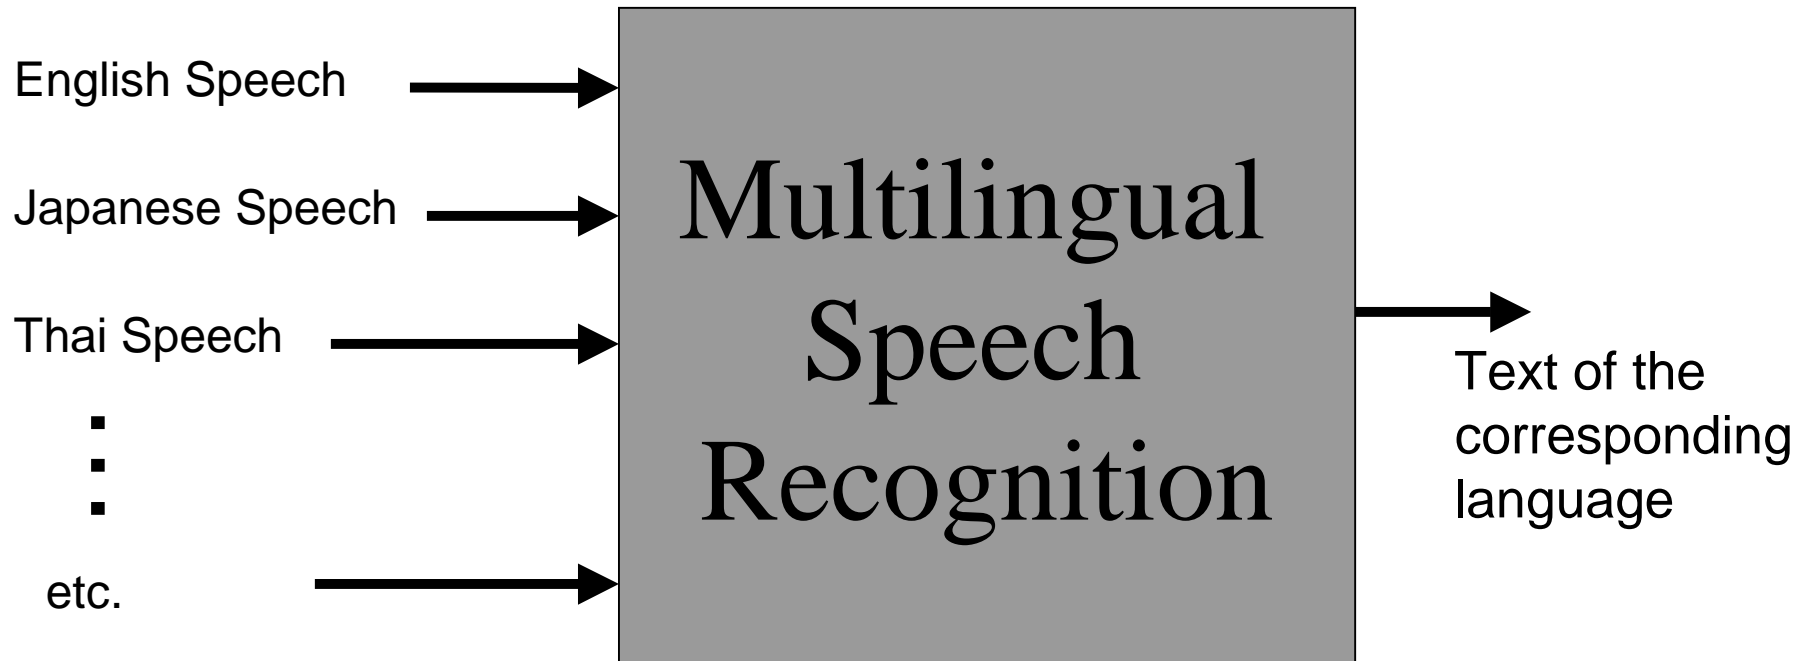 English Speech
Japanese Speech
Thai Speech
etc.
Multilingual
Speech
Recognition
Text of the
corresponding
language